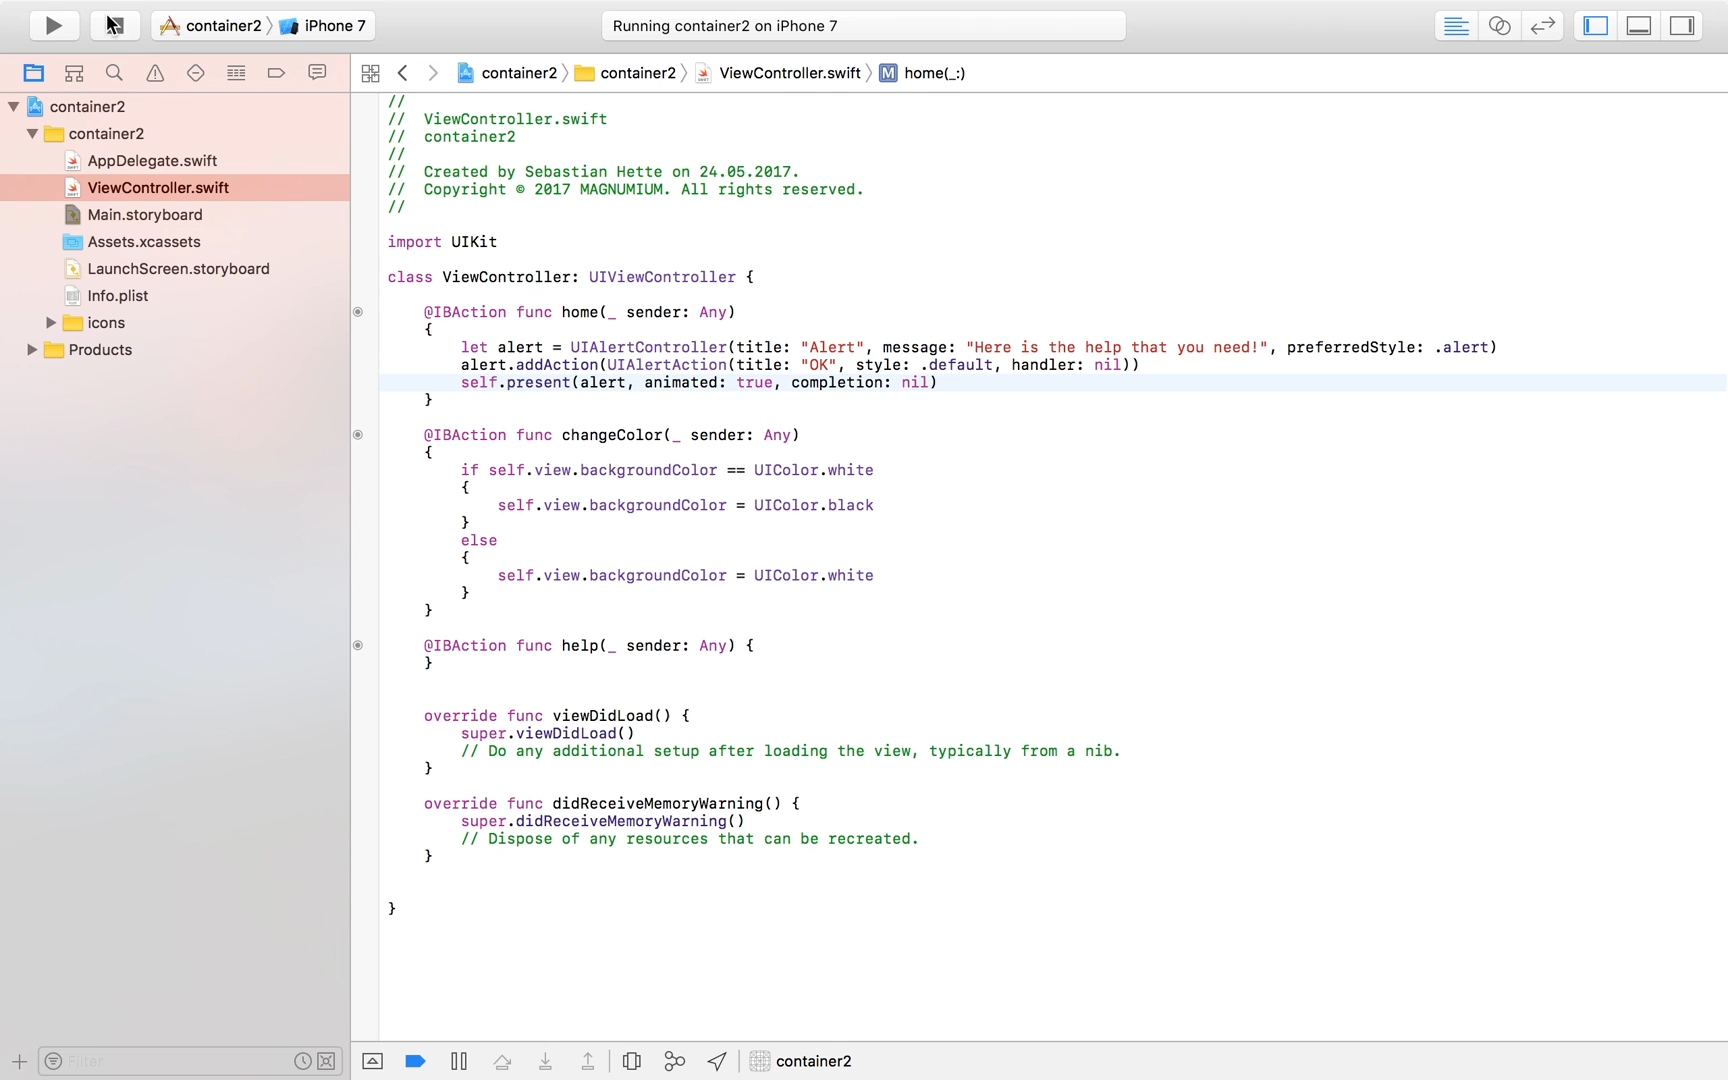 container2 iPhone 7 Running container2 on iPhone 7
container2 container2 ViewController.swift M home(_:)
container2
container2
AppDelegate.swift
ViewController.swift
Main.storyboard
Assets.xcassets
LaunchScreen.storyboard
Info.plist
icons
Products
//
// ViewController.swift
// container2
//
// Created by Sebastian Hette on 24.05.2017.
// Copyright © 2017 MAGNUMIUM. All rights reserved.
//
import UIKit
class ViewController: UIViewController {
@IBAction func home(_ sender: Any)
{
let alert = UIAlertController(title: "Alert", message: "Here is the help that you need!", preferredStyle: .alert)
alert.addAction(UIAlertAction(title: "OK", style: .default, handler: nil))
self.present(alert, animated: true, completion: nil)
}
@IBAction func changeColor(_ sender: Any)
{
if self.view.backgroundColor == UIColor.white
{
self.view.backgroundColor = UIColor.black
}
else
{
self.view.backgroundColor = UIColor.white
}
}
@IBAction func help(_ sender: Any) {
}
override func viewDidLoad() {
super.viewDidLoad()
// Do any additional setup after loading the view, typically from a nib.
}
override func didReceiveMemoryWarning() {
super.didReceiveMemoryWarning()
// Dispose of any resources that can be recreated.
}
}
Filter
container2